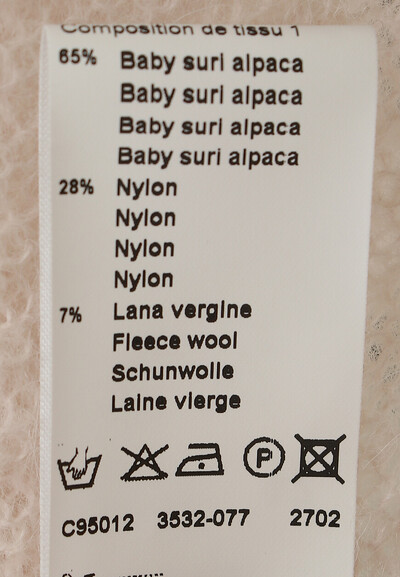 Composition de tissu 1
65% Baby suri alpaca
Baby suri alpaca
Baby suri alpaca
Baby suri alpaca
28% Nylon
Nylon
Nylon
Nylon
7% Lana vergine
Fleece wool
Schunwolle
Laine vierge
P
C95012 3532-077 2702